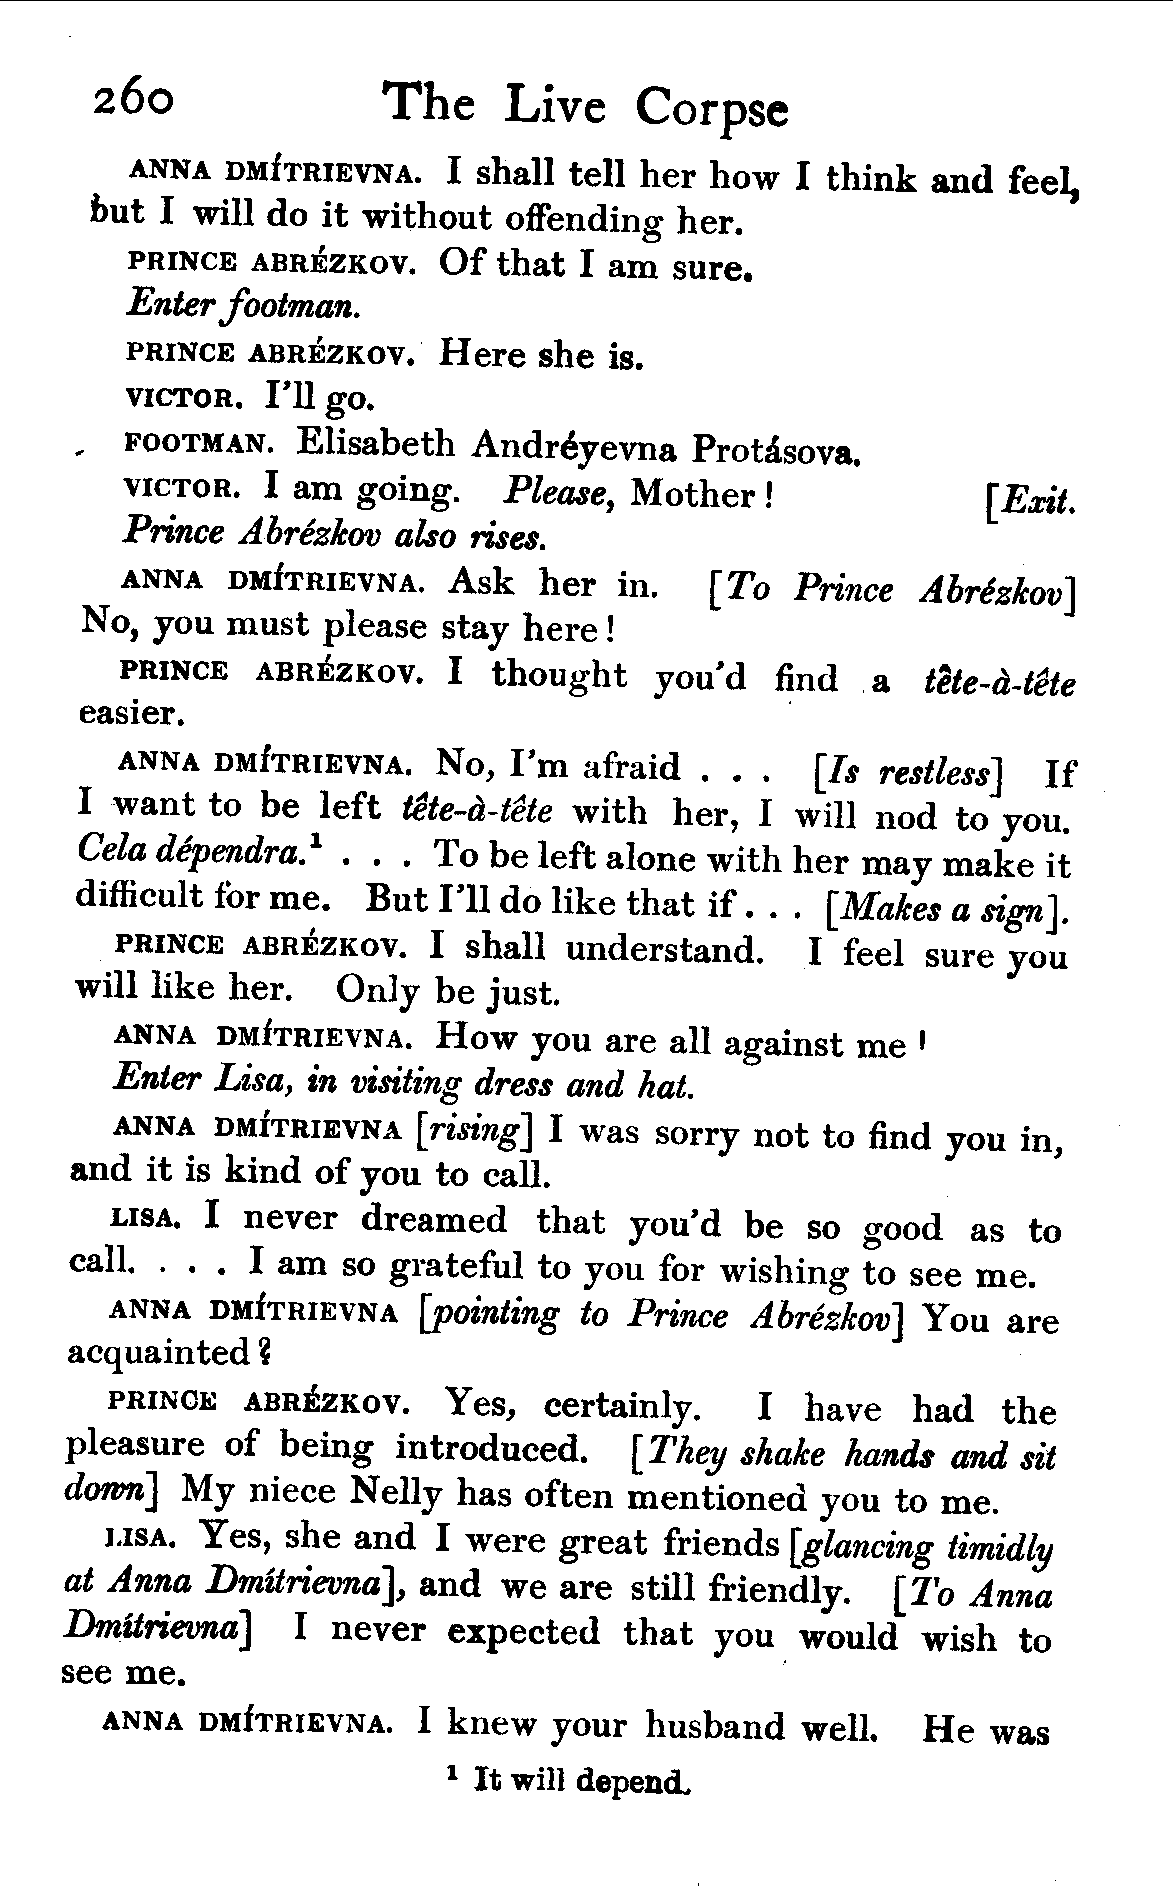 260 The Live Corpse
ANNA DMÍTRIEVNA. I shall tell her how I think and feel,
but I will do it without offending her.
PRINCE ABRÉZKOV. Of that I am sure.
Enter footman.
PRINCE ABRÉZKOV. Here she is.
VICTOR. I'll go.
FOOTMAN. Elisabeth Andréyevna Protásova.
VICTOR. I am going. Please, Mother! [Exit.
Prince Abrézkov also rises.
ANNA DMÍTRIEVNA. Ask her in. [To Prince Abrézkov]
No, you must please stay here!
PRINCE ABRÉZKOV. I thought you'd find a tête-à-tête
easier.
ANNA DMÍTRIEVNA. No, I'm afraid . . . [Is restless] If
I want to be left tête-à-tête with her, I will nod to you.
Cela dépendra.¹ . . . To be left alone with her may make it
difficult for me. But I'll do like that if . . . [Makes a sign].
PRINCE ABRÉZKOV. I shall understand. I feel sure you
will like her. Only be just.
ANNA DMÍTRIEVNA. How you are all against me!
Enter Lisa, in visiting dress and hat.
ANNA DMÍTRIEVNA [rising] I was sorry not to find you in,
and it is kind of you to call.
LISA. I never dreamed that you'd be so good as to
call. . . . I am so grateful to you for wishing to see me.
ANNA DMÍTRIEVNA [pointing to Prince Abrézkov] You are
acquainted?
PRINCE ABRÉZKOV. Yes, certainly. I have had the
pleasure of being introduced. [They shake hands and sit
down] My niece Nelly has often mentioned you to me.
LISA. Yes, she and I were great friends [glancing timidly
at Anna Dmítrievna], and we are still friendly. [To Anna
Dmítrievna] I never expected that you would wish to
see me.
ANNA DMÍTRIEVNA. I knew your husband well. He was
¹ It will depend.